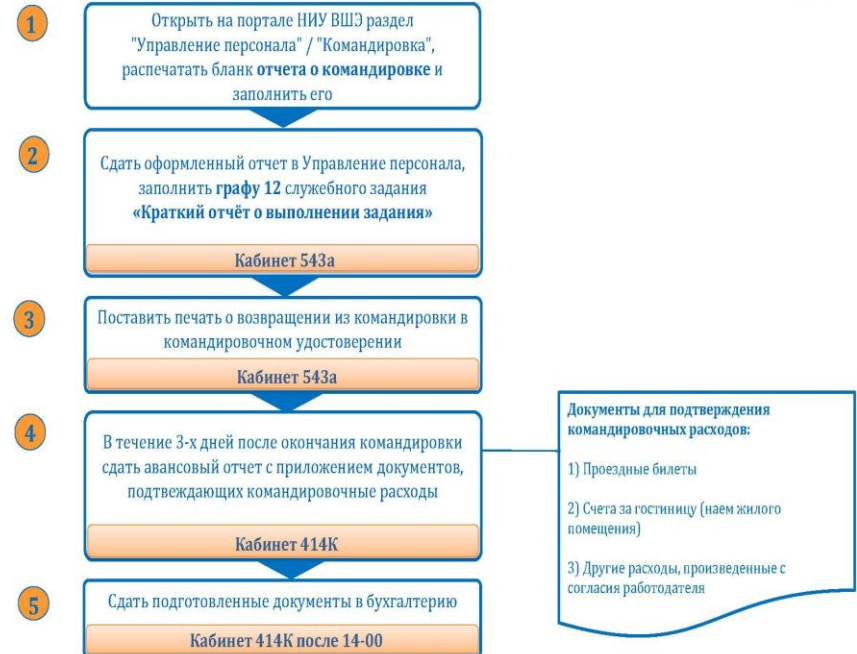 1
Открыть на портале НИУ ВШЭ раздел
"Управление персонала" / "Командировка",
распечатать бланк отчета о командировке и
заполнить его
2
Сдать оформленный отчет в Управление персонала,
заполнить графу 12 служебного задания
«Краткий отчёт о выполнении задания»
Кабинет 543а
3
Поставить печать о возвращении из командировки в
командировочном удостоверении
Кабинет 543а
4
В течение 3-х дней после окончания командировки
сдать авансовый отчет с приложением документов,
подтвеждающих командировочные расходы
Кабинет 414К
Документы для подтверждения
командировочных расходов:
1) Проездные билеты
2) Счета за гостиницу (наем жилого
помещения)
3) Другие расходы, произведенные с
согласия работодателя
5
Сдать подготовленные документы в бухгалтерию
Кабинет 414К после 14-00